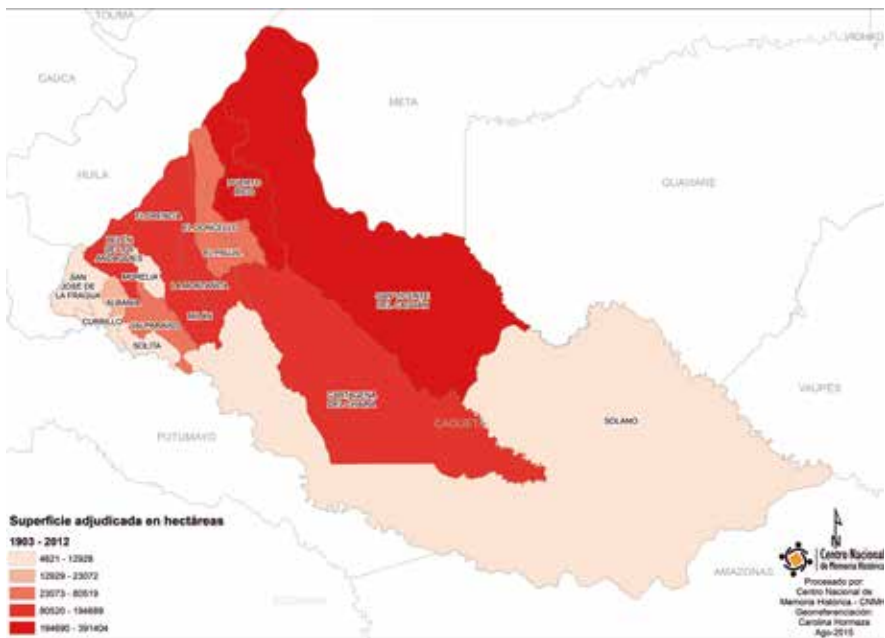 TOLIMA
CAUCA
META
VICHADA
HUILA
GUAVIARE
PUERTO
RICO
FLORENCIA
EL DONCELLO
BELÉN
DE LOS
ANDAQUÍES
EL PAUJIL
SAN
JOSÉ DE
LA FRAGUA
MORELIA
LA MONTAÑITA
SAN VICENTE
DEL CAGUÁN
ALBANIA
MILÁN
CURRILLO
VALPARAÍSO
SOLITA
CARTAGENA
DEL CHAIRÁ
VAUPÉS
CAQUETÁ
SOLANO
PUTUMAYO
AMAZONAS
Superficie adjudicada en hectáreas
1903 - 2012
4621 - 12928
12929 - 23072
23073 - 80519
80520 - 194689
194690 - 391404
N
Centro Nacional
de Memoria Histórica
Procesado por:
Centro Nacional de
Memoria Histórica - CNMH
Georreferenciación:
Carolina Hormaza
Ago-2015